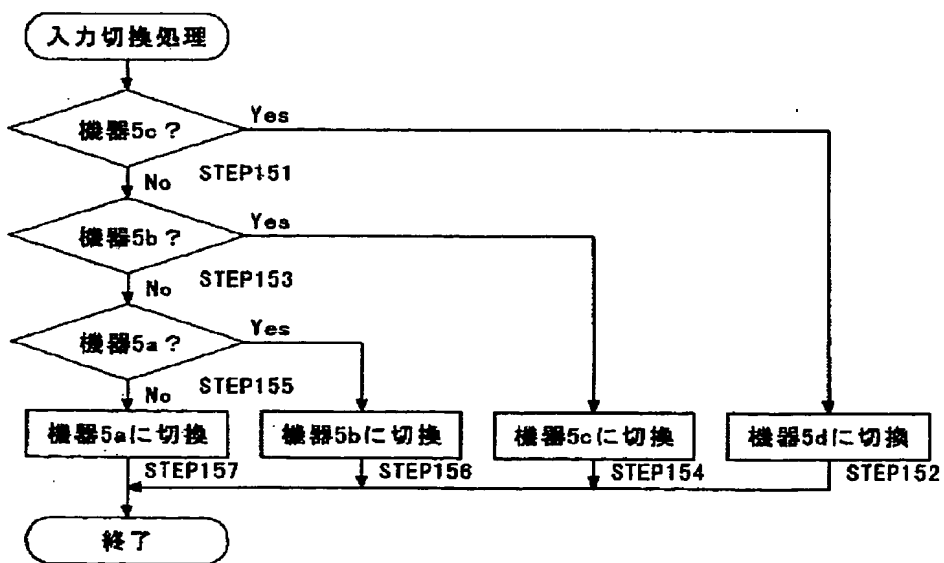 入力切換処理
機器5c?
Yes
No
STEP151
機器5b?
Yes
No
STEP153
機器5a?
Yes
No
STEP155
機器5aに切換
機器5bに切換
機器5cに切換
機器5dに切換
STEP157
STEP156
STEP154
STEP152
終了